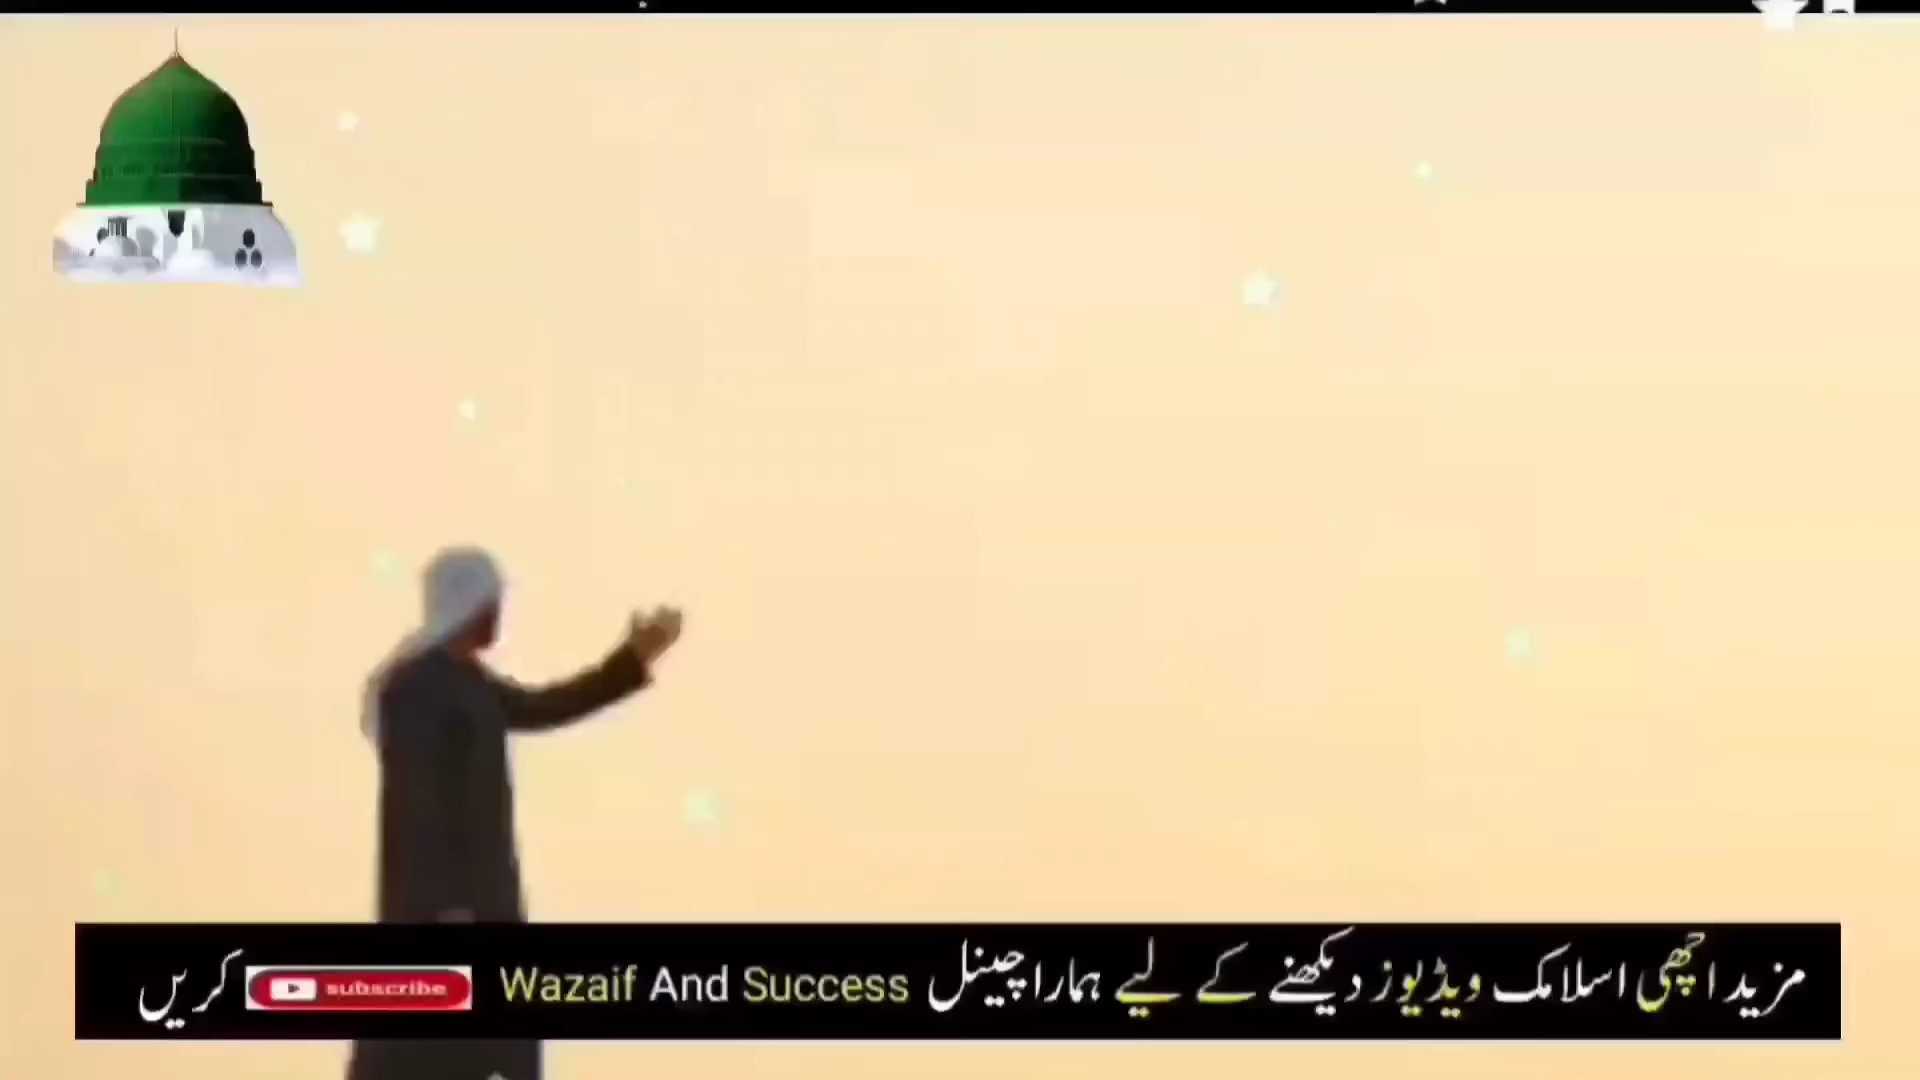 مزید اچھی اسلامک ویڈیوز دیکھنے کے لیے ہمارا چینل Wazaif And Success subscribe کریں